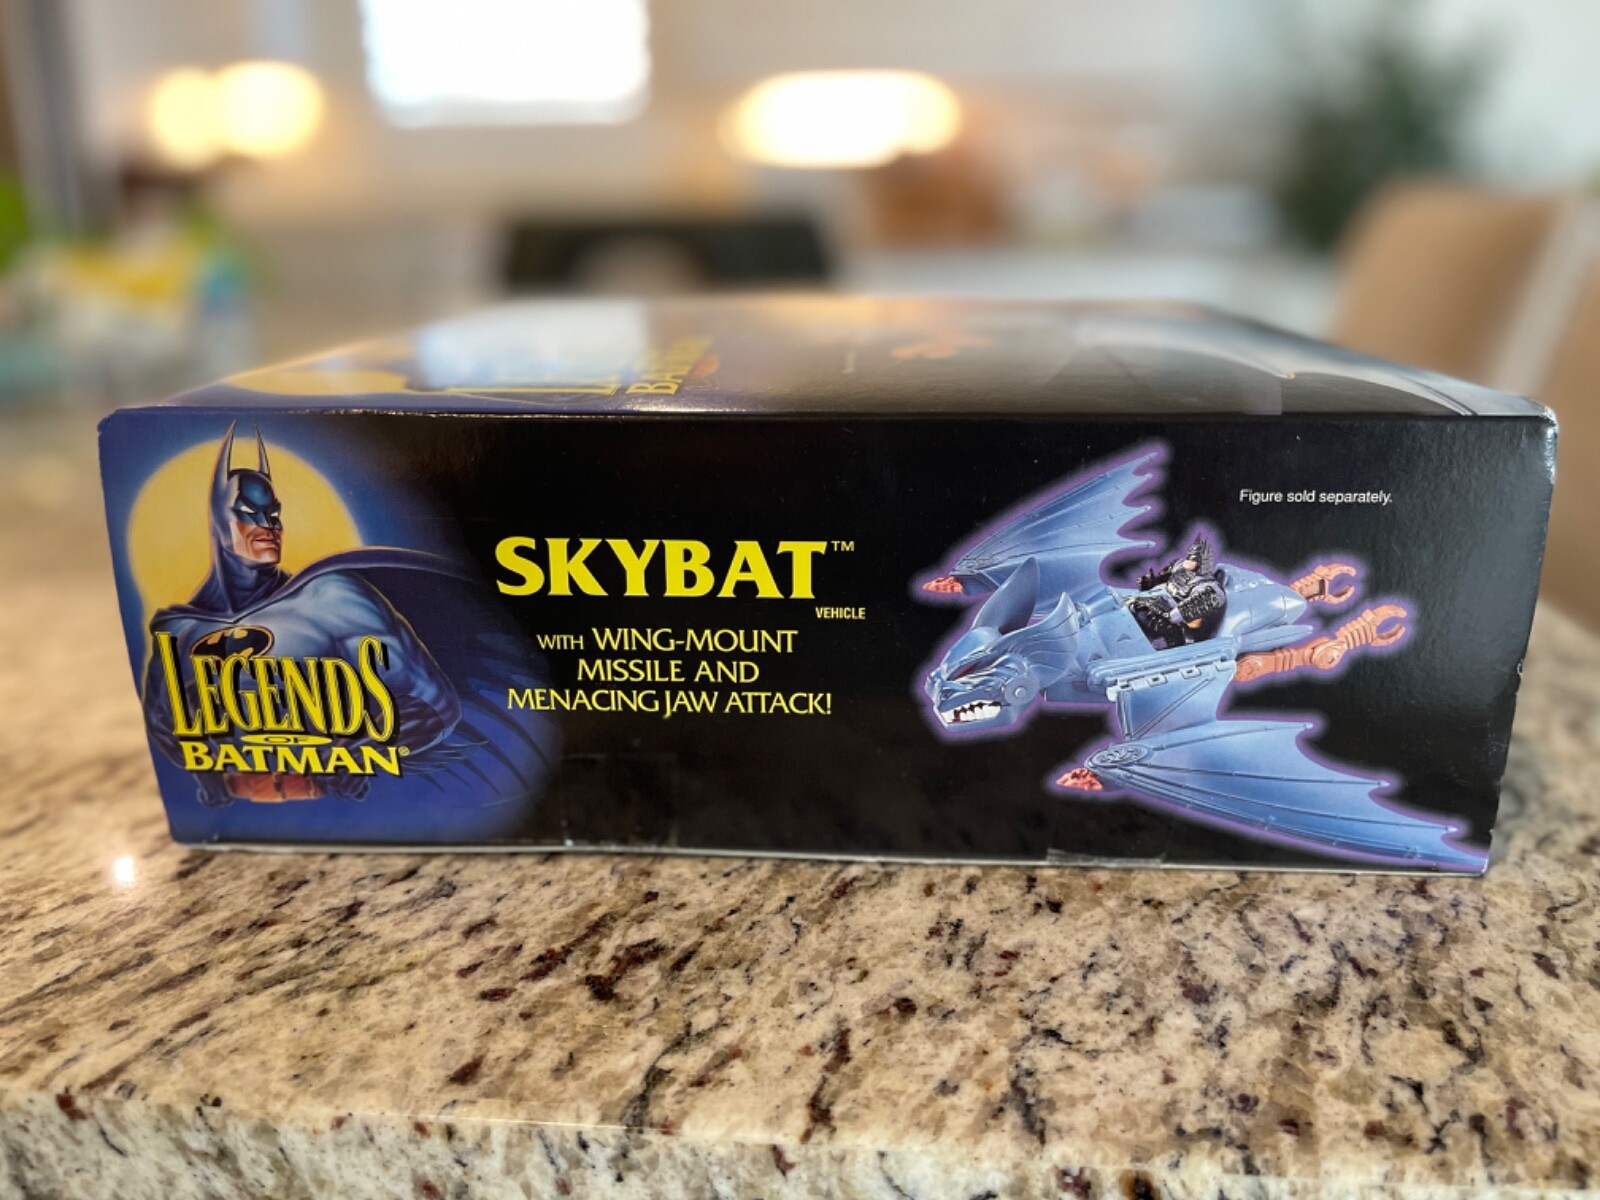 LEGENDS
OF
BATMAN®
SKYBAT™
VEHICLE
WITH WING-MOUNT
MISSILE AND
MENACING JAW ATTACK!
Figure sold separately.